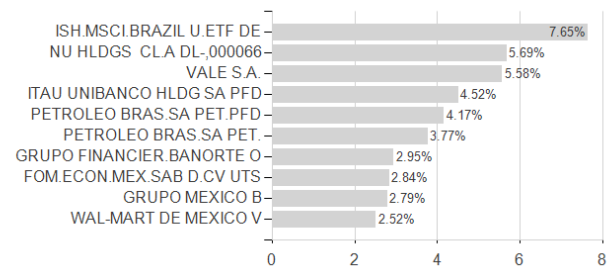 ISH.MSCI.BRAZIL U.ETF DE 7.65%
NU HLDGS  CL.A DL-,000066 5.69%
VALE S.A. 5.58%
ITAU UNIBANCO HLDG SA PFD 4.52%
PETROLEO BRAS.SA PET.PFD 4.17%
PETROLEO BRAS.SA PET. 3.77%
GRUPO FINANCIER.BANORTE O 2.95%
FOM.ECON.MEX.SAB D.CV UTS 2.84%
GRUPO MEXICO B 2.79%
WAL-MART DE MEXICO V 2.52%
0 2 4 6 8